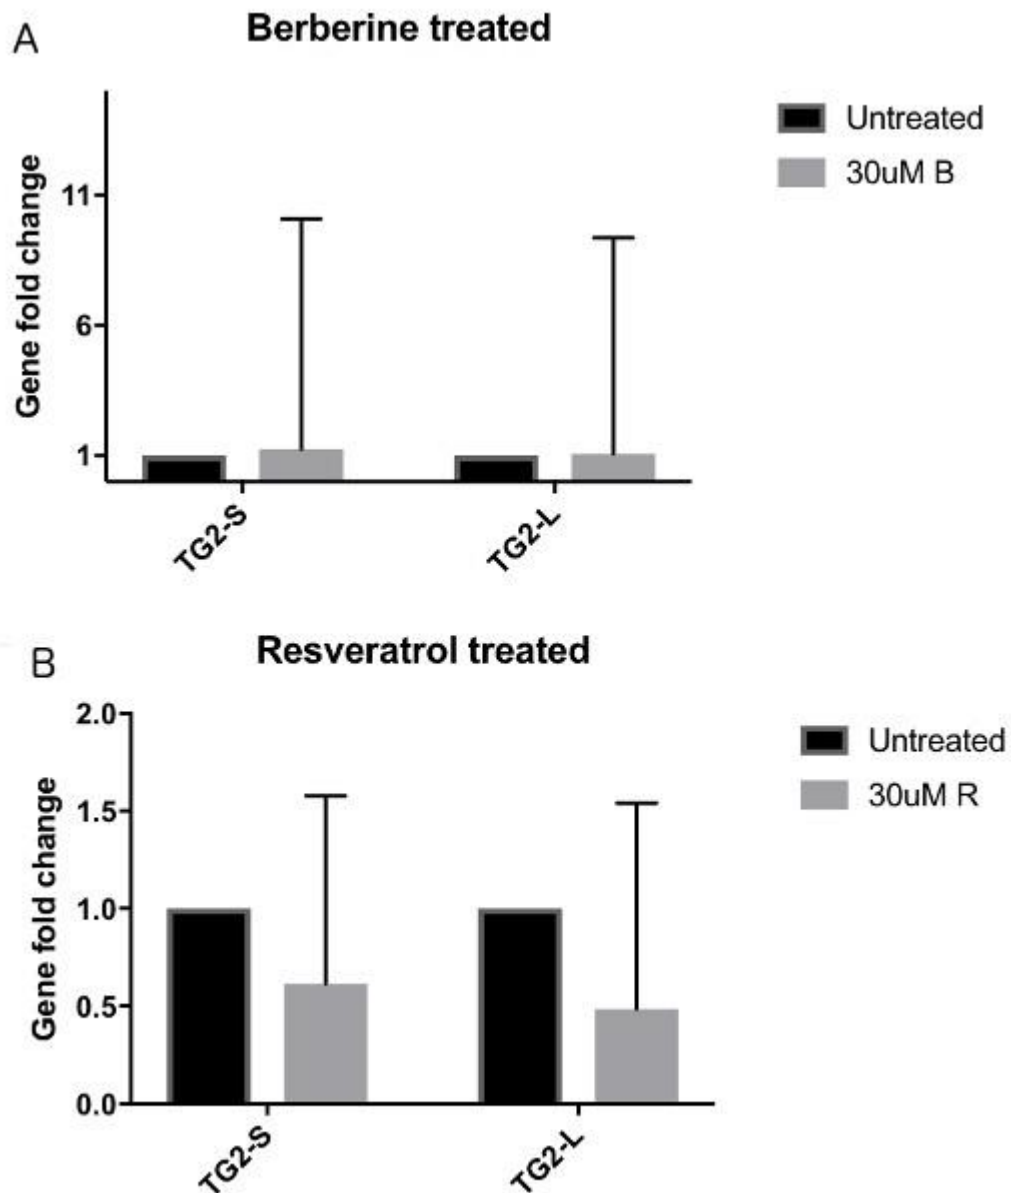 A
Berberine treated
Untreated
30uM B
Gene fold change
11
6
1
TG2-S
TG2-L
B
Resveratrol treated
Untreated
30uM R
Gene fold change
2.0
1.5
1.0
0.5
0.0
TG2-S
TG2-L